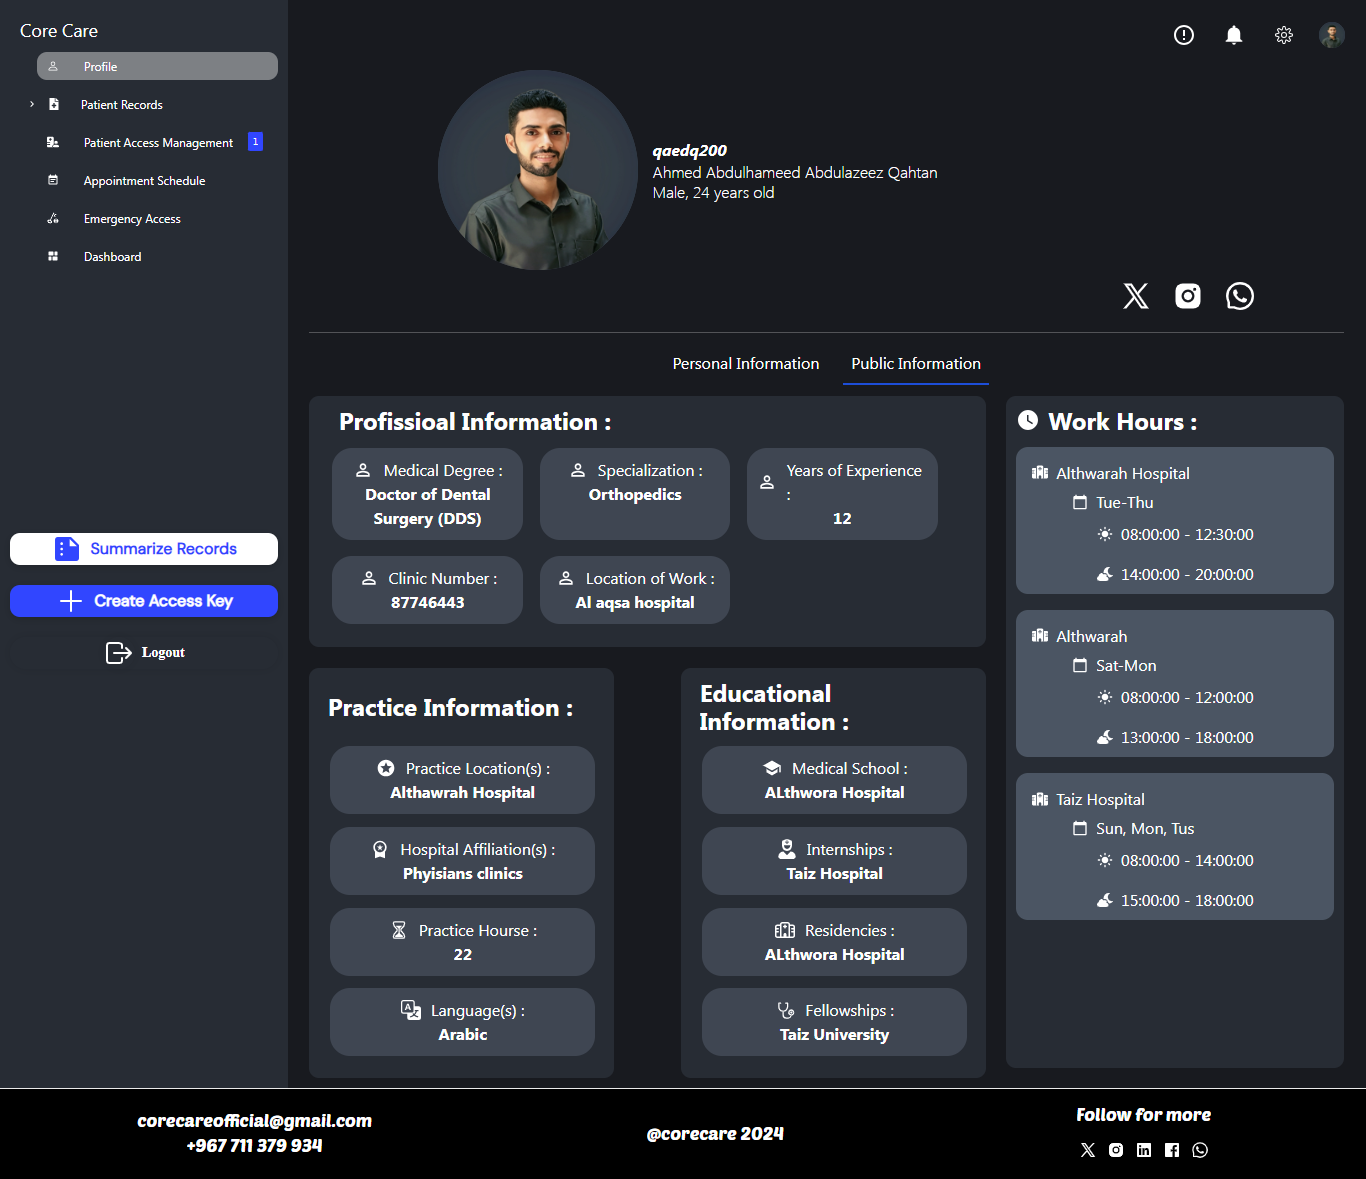 Core Care
Profile
Patient Records
Patient Access Management 1
Appointment Schedule
Emergency Access
Dashboard
Summarize Records
Create Access Key
Logout
qaedq200
Ahmed Abdulhameed Abdulazeez Qahtan
Male, 24 years old
Personal Information
Public Information
Profissioal Information :
Medical Degree :
Doctor of Dental
Surgery (DDS)
Specialization :
Orthopedics
Years of Experience
:
12
Clinic Number :
87746443
Location of Work :
Al aqsa hospital
Practice Information :
Practice Location(s) :
Althawrah Hospital
Hospital Affiliation(s) :
Phyisians clinics
Practice Hourse :
22
Language(s) :
Arabic
Educational
Information :
Medical School :
ALthwora Hospital
Internships :
Taiz Hospital
Residencies :
ALthwora Hospital
Fellowships :
Taiz University
Work Hours :
Althwarah Hospital
Tue-Thu
08:00:00 - 12:30:00
14:00:00 - 20:00:00
Althwarah
Sat-Mon
08:00:00 - 12:00:00
13:00:00 - 18:00:00
Taiz Hospital
Sun, Mon, Tus
08:00:00 - 14:00:00
15:00:00 - 18:00:00
corecareofficial@gmail.com
+967 711 379 934
@corecare 2024
Follow for more